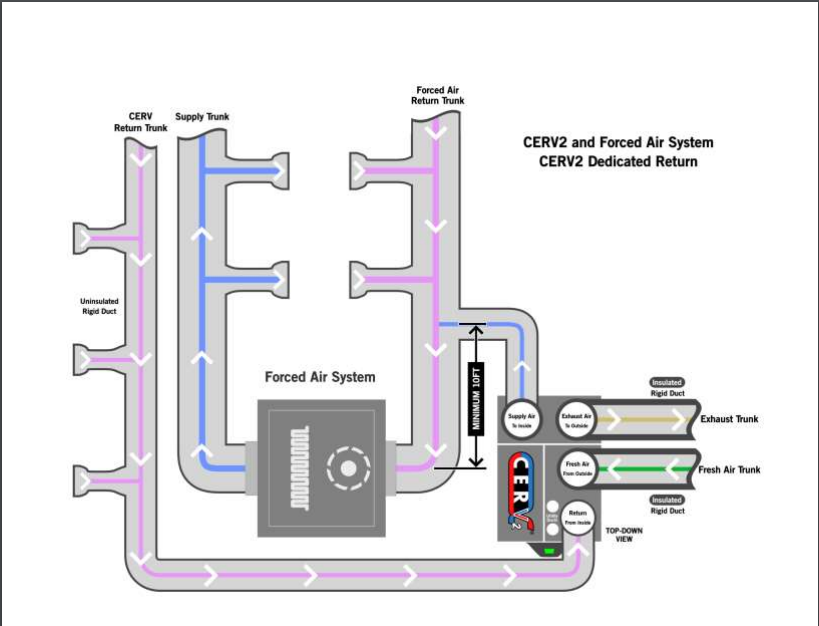 CERV
Return Trunk
Supply Trunk
Forced Air
Return Trunk
CERV2 and Forced Air System
CERV2 Dedicated Return
Uninsulated
Rigid Duct
Forced Air System
MINIMUM 10FT
Insulated
Rigid Duct
Supply Air
To Inside
Exhaust Air
To Outside
Exhaust Trunk
Fresh Air
From Outside
Fresh Air Trunk
Insulated
Rigid Duct
CERV2
Return
From Inside
TOP-DOWN
VIEW